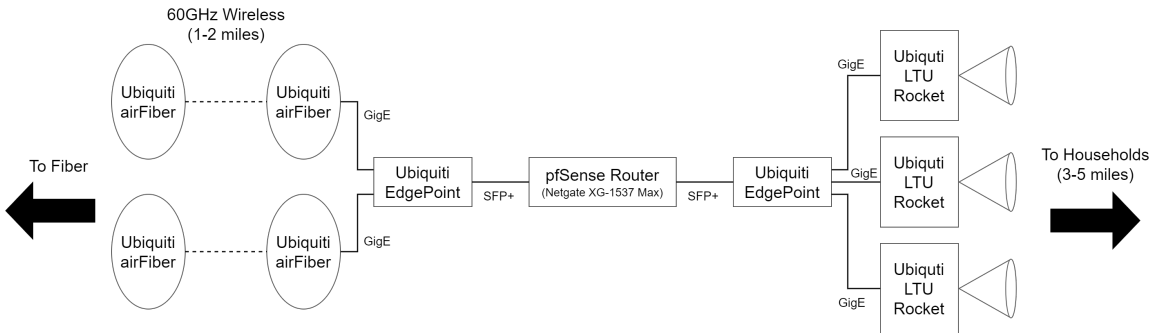 60GHz Wireless
(1-2 miles)
Ubiquiti
airFiber
Ubiquiti
airFiber
GigE
To Fiber
Ubiquiti
airFiber
Ubiquiti
airFiber
GigE
Ubiquiti
EdgePoint
SFP+
pfSense Router
(Netgate XG-1537 Max)
SFP+
Ubiquiti
EdgePoint
GigE
Ubiquti
LTU
Rocket
GigE
Ubiquti
LTU
Rocket
GigE
Ubiquti
LTU
Rocket
To Households
(3-5 miles)